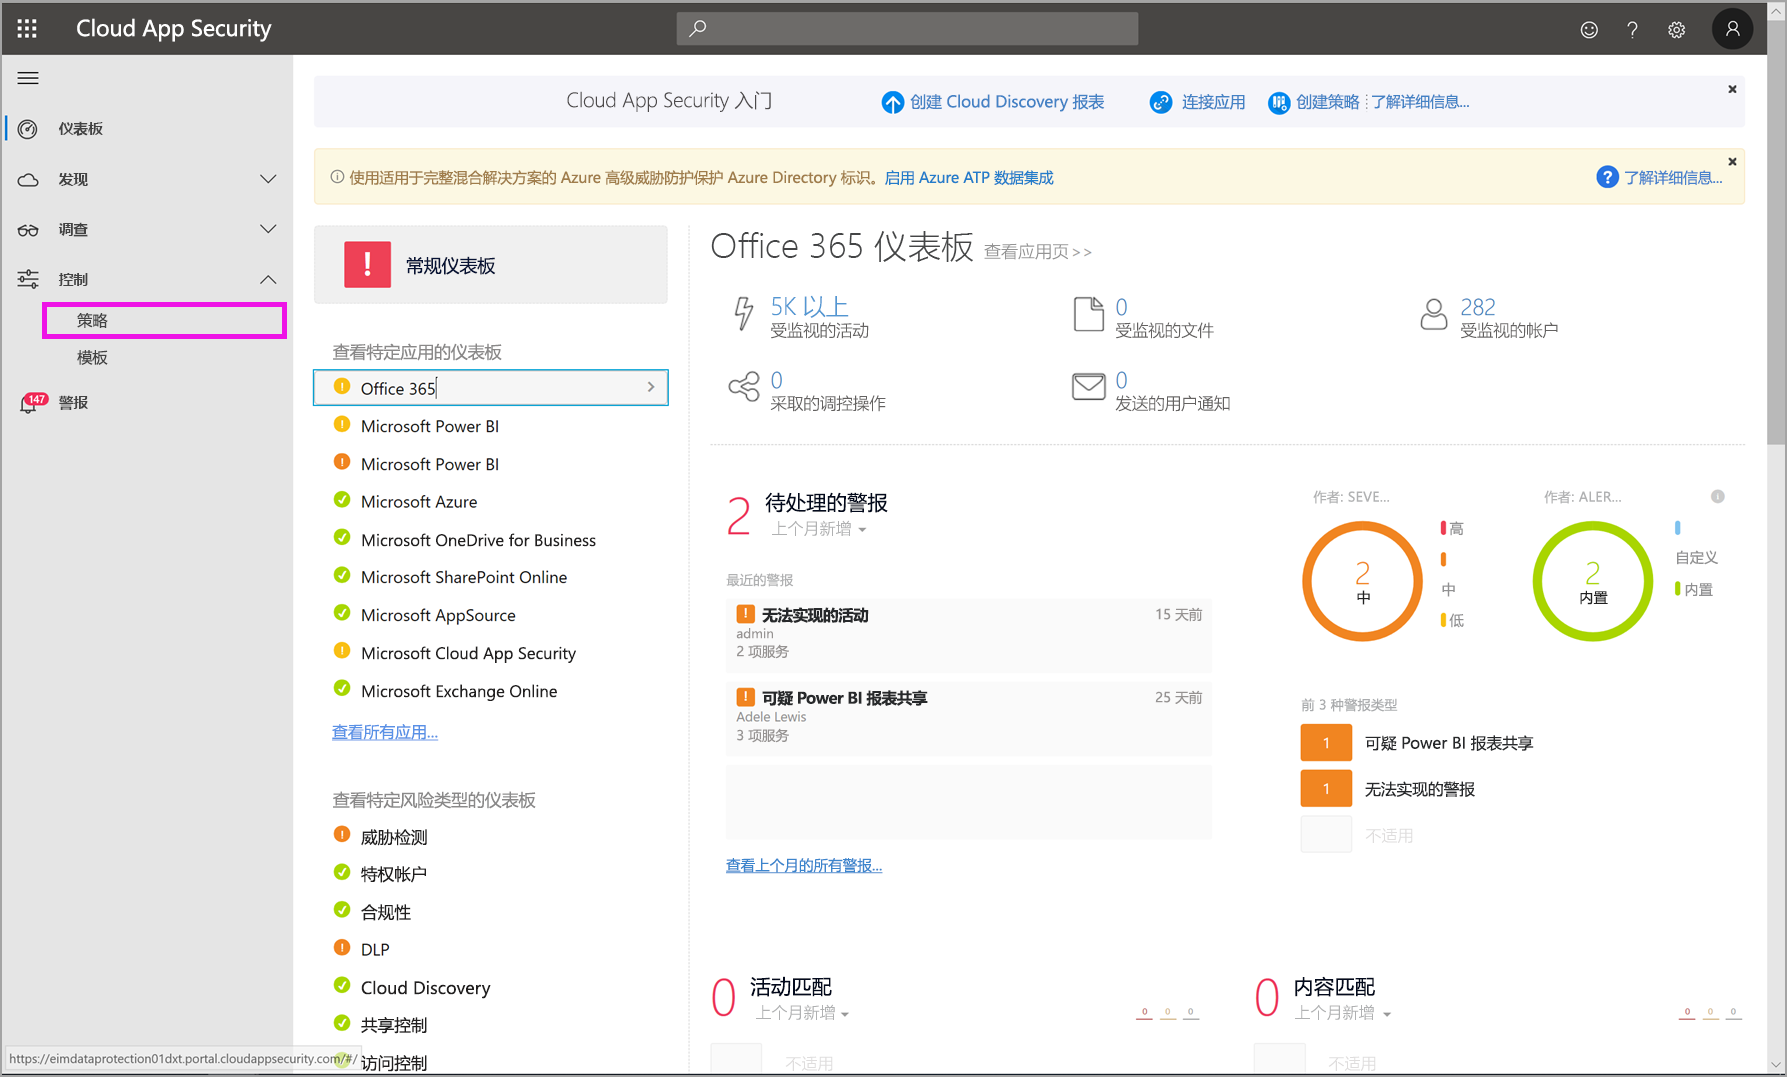 Cloud App Security
Cloud App Security 入门
创建 Cloud Discovery 报表
连接应用
创建策略
了解详细信息...
使用适用于完整混合解决方案的 Azure 高级威胁防护保护 Azure Directory 标识。启用 Azure ATP 数据集成
了解详细信息...
仪表板
发现
调查
控制
策略
模板
147
警报
常规仪表板
查看特定应用的仪表板
Office 365
Microsoft Power BI
Microsoft Power BI
Microsoft Azure
Microsoft OneDrive for Business
Microsoft SharePoint Online
Microsoft AppSource
Microsoft Cloud App Security
Microsoft Exchange Online
查看所有应用...
查看特定风险类型的仪表板
威胁检测
特权帐户
合规性
DLP
Cloud Discovery
共享控制
访问控制
https://eimdataprotection01dxt.portal.cloudappsecurity.com/#/
Office 365 仪表板 查看应用页>>
5K 以上
受监视的活动
0
受监视的文件
282
受监视的帐户
0
采取的调控操作
0
发送的用户通知
2 待处理的警报
上个月新增
最近的警报
无法实现的活动 15 天前
admin
2 项服务
可疑 Power BI 报表共享 25 天前
Adele Lewis
3 项服务
查看上个月的所有警报...
作者: SEVE...
2
中
高
中
低
作者: ALER...
2
内置
自定义
内置
前 3 种警报类型
1 可疑 Power BI 报表共享
1 无法实现的警报
不适用
0 活动匹配
上个月新增
0 0 0
不适用
0 内容匹配
上个月新增
0 0 0
不适用